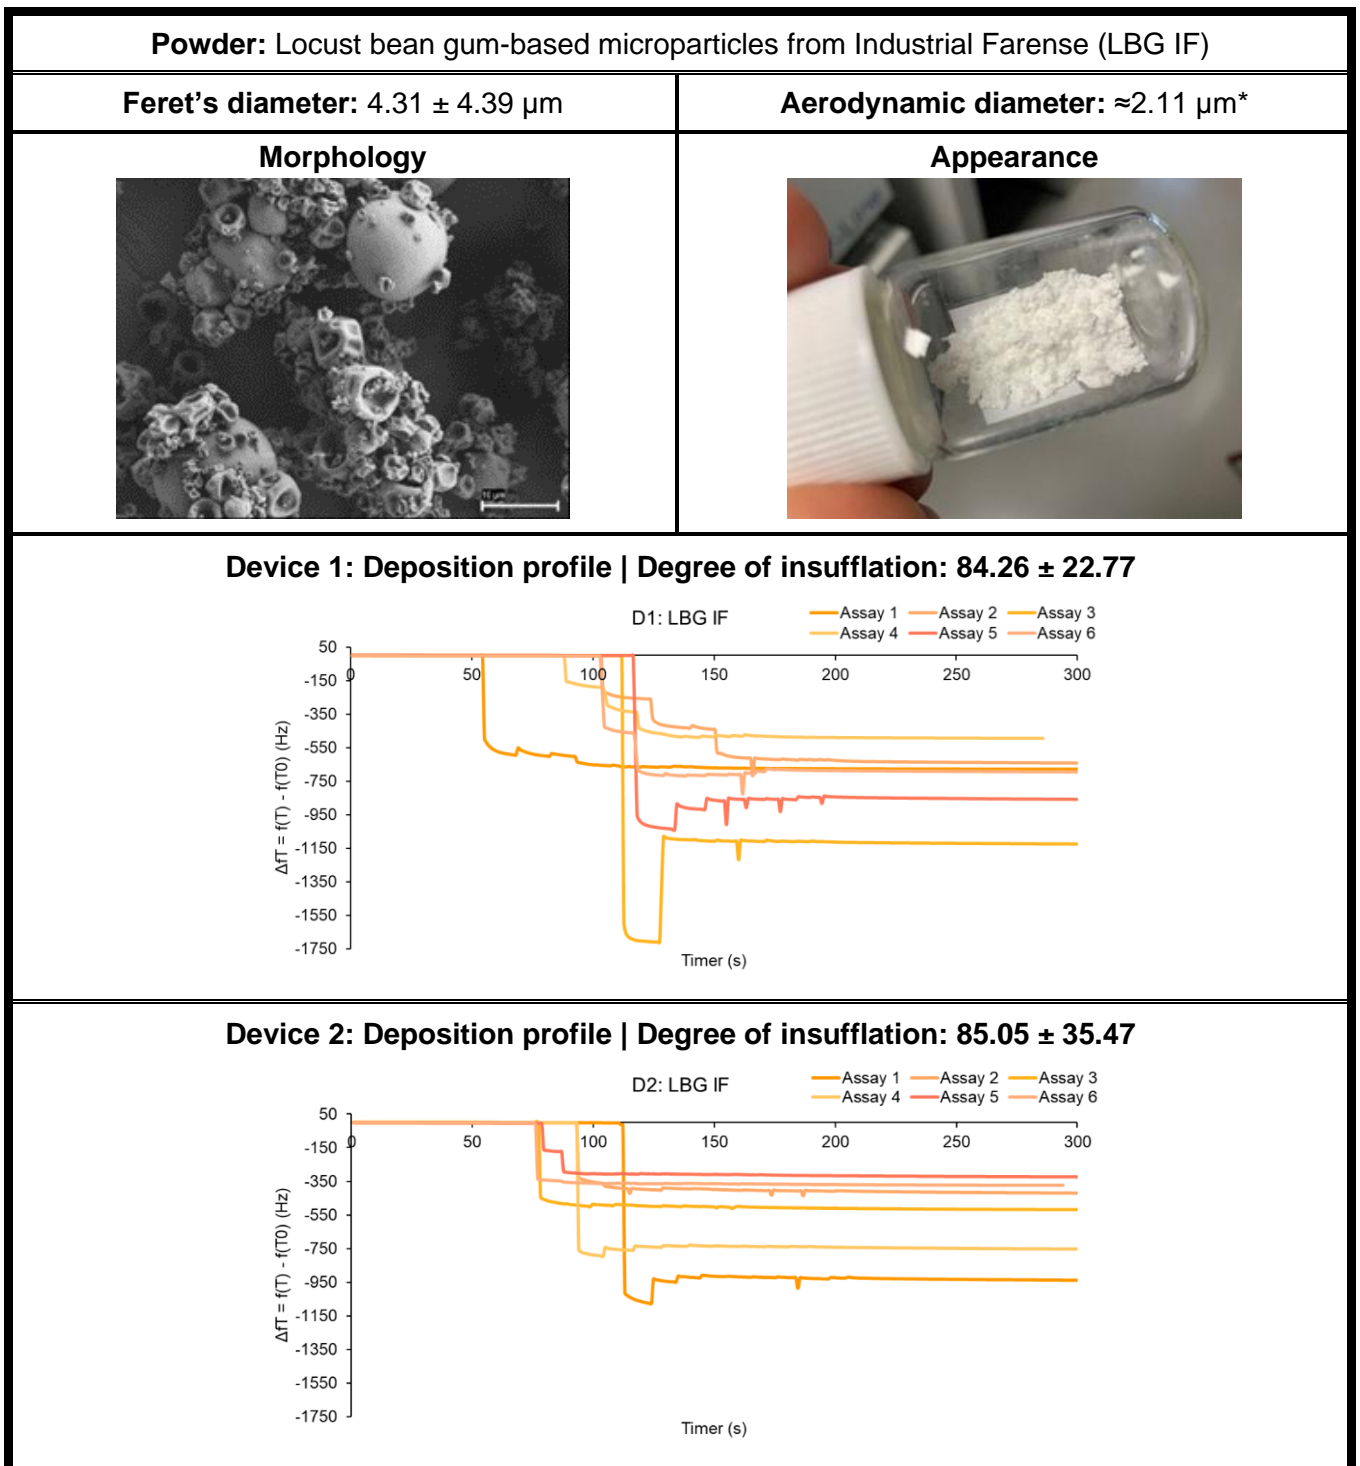 Powder: Locust bean gum-based microparticles from Industrial Farense (LBG IF)
Feret's diameter: 4.31 ± 4.39 µm
Aerodynamic diameter: ≈2.11 µm*
Morphology
Appearance
10 µm
Device 1: Deposition profile | Degree of insufflation: 84.26 ± 22.77
D1: LBG IF
Assay 1 Assay 2 Assay 3
Assay 4 Assay 5 Assay 6
ΔfT = f(T) - f(T0) (Hz)
50
-150
-350
-550
-750
-950
-1150
-1350
-1550
-1750
0 50 100 150 200 250 300
Timer (s)
Device 2: Deposition profile | Degree of insufflation: 85.05 ± 35.47
D2: LBG IF
Assay 1 Assay 2 Assay 3
Assay 4 Assay 5 Assay 6
ΔfT = f(T) - f(T0) (Hz)
50
-150
-350
-550
-750
-950
-1150
-1350
-1550
-1750
0 50 100 150 200 250 300
Timer (s)